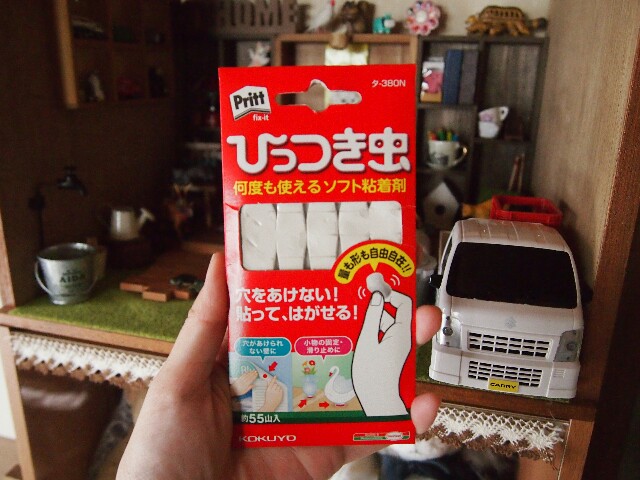 HOME
タ-380N
Pritt
fix-it
ひっつき虫
何度も使えるソフト粘着剤
量も形も自由自在!!
穴をあけない!
貼って、はがせる!
穴があけられ
ない壁に
小物の固定・
滑り止めに
約55山入
KOKUYO
CARRY